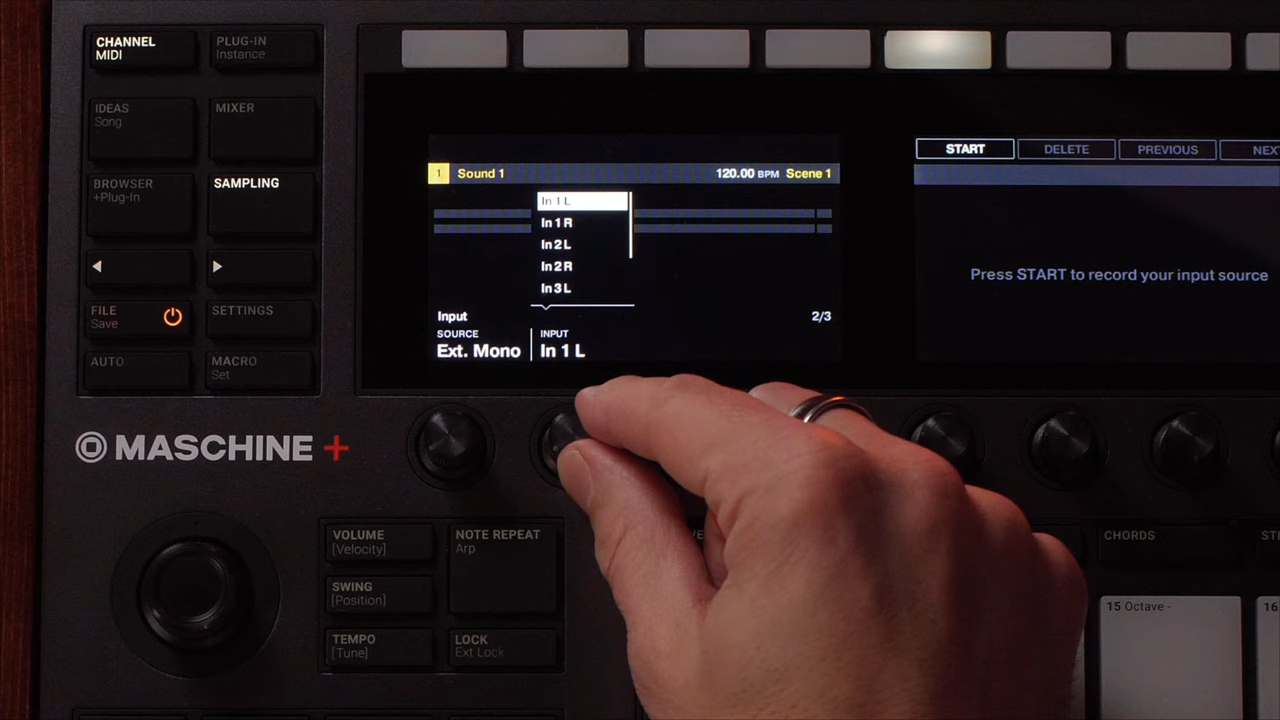 CHANNEL
MIDI
PLUG-IN
Instance
IDEAS
Song
MIXER
BROWSER
+Plug-In
SAMPLING
FILE
Save
SETTINGS
AUTO
MACRO
Set
MASCHINE +
1 Sound 1 120.00 BPM Scene 1
In 1 L
In 1 R
In 2 L
In 2 R
In 3 L
Input 2/3
SOURCE INPUT
Ext. Mono In 1 L
START DELETE PREVIOUS
Press START to record your input source
VOLUME
[Velocity]
NOTE REPEAT
Arp
SWING
[Position]
TEMPO
[Tune]
LOCK
Ext Lock
CHORDS
15 Octave -
16